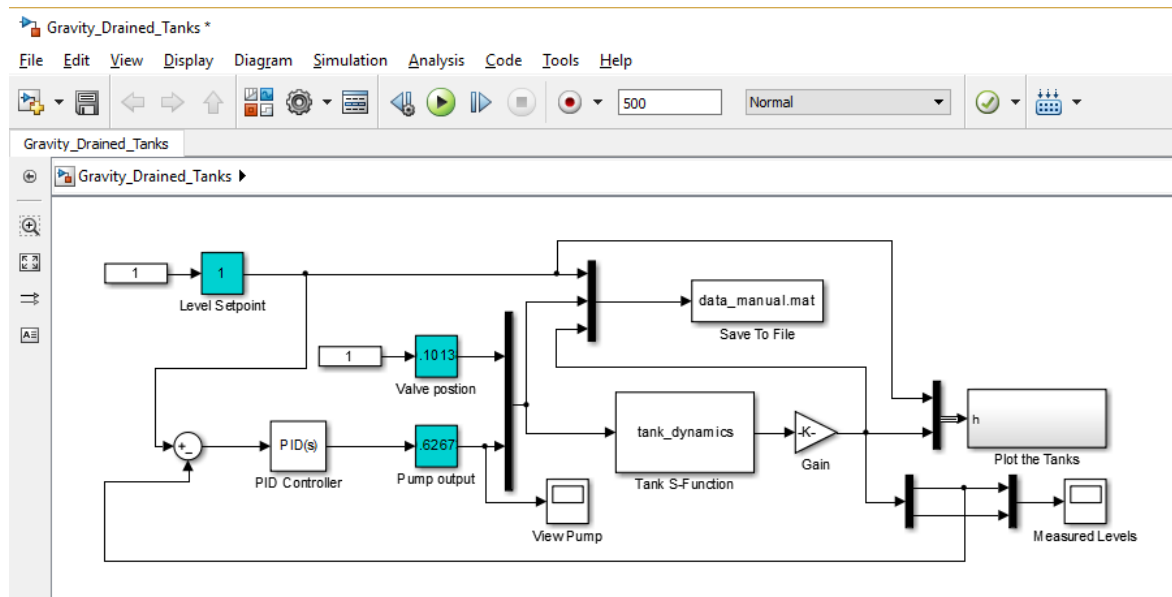 Gravity_Drained_Tanks *
File Edit View Display Diagram Simulation Analysis Code Tools Help
500 Normal
Gravity_Drained_Tanks
Gravity_Drained_Tanks
1
1
Level Setpoint
data_manual.mat
Save To File
1
.1013
Valve postion
+_
PID(s)
PID Controller
.6267
Pump output
View Pump
tank_dynamics
Tank S-Function
-K-
Gain
h
Plot the Tanks
Measured Levels